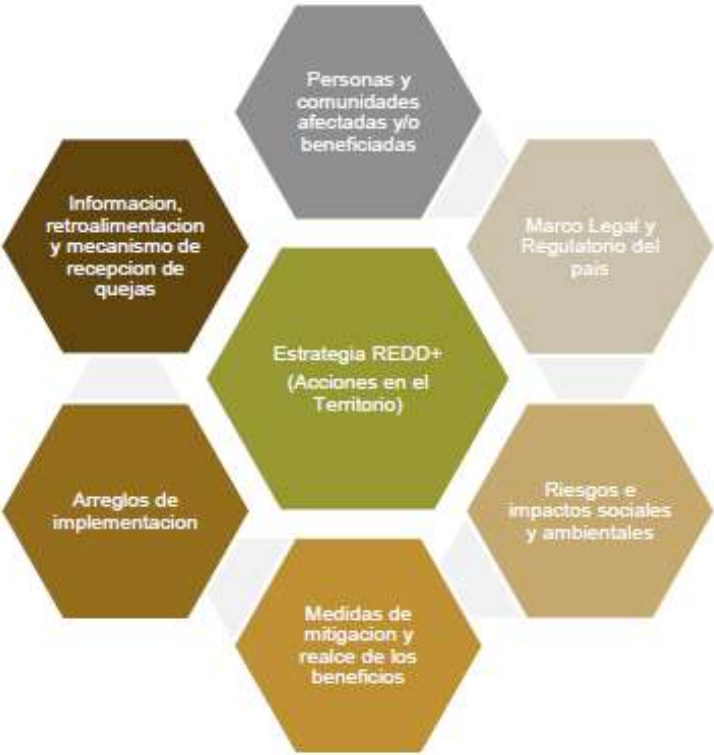 Personas y
comunidades
afectadas y/o
beneficiadas
Marco Legal y
Regulatorio del
pais
Riesgos e
impactos sociales
y ambientales
Medidas de
mitigacion y
realce de los
beneficios
Arreglos de
implementacion
Informacion,
retroalimentacion
y mecanismo de
recepcion de
quejas
Estrategia REDD+
(Acciones en el
Territorio)